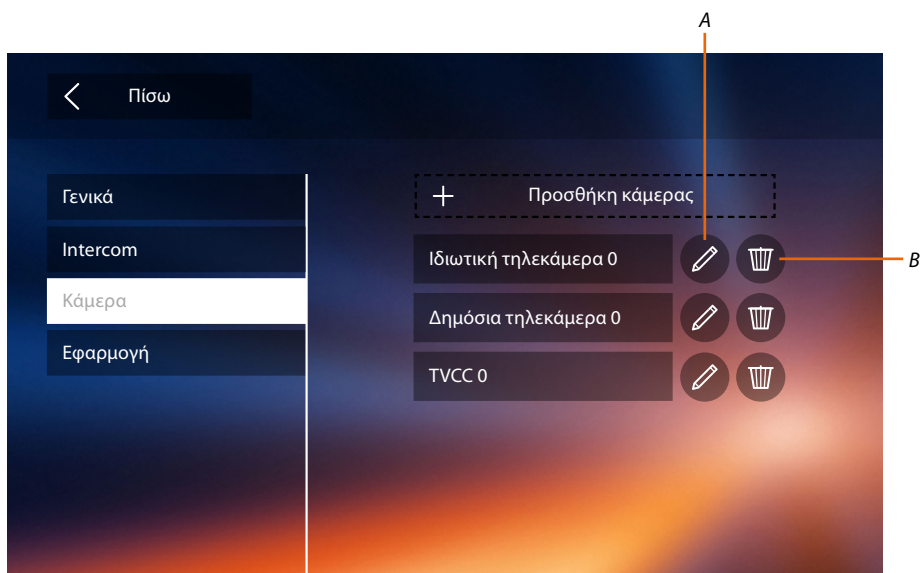 A
Πίσω
Γενικά
Προσθήκη κάμερας
Intercom
Ιδιωτική τηλεκάμερα 0
B
Κάμερα
Δημόσια τηλεκάμερα 0
Εφαρμογή
TVCC 0